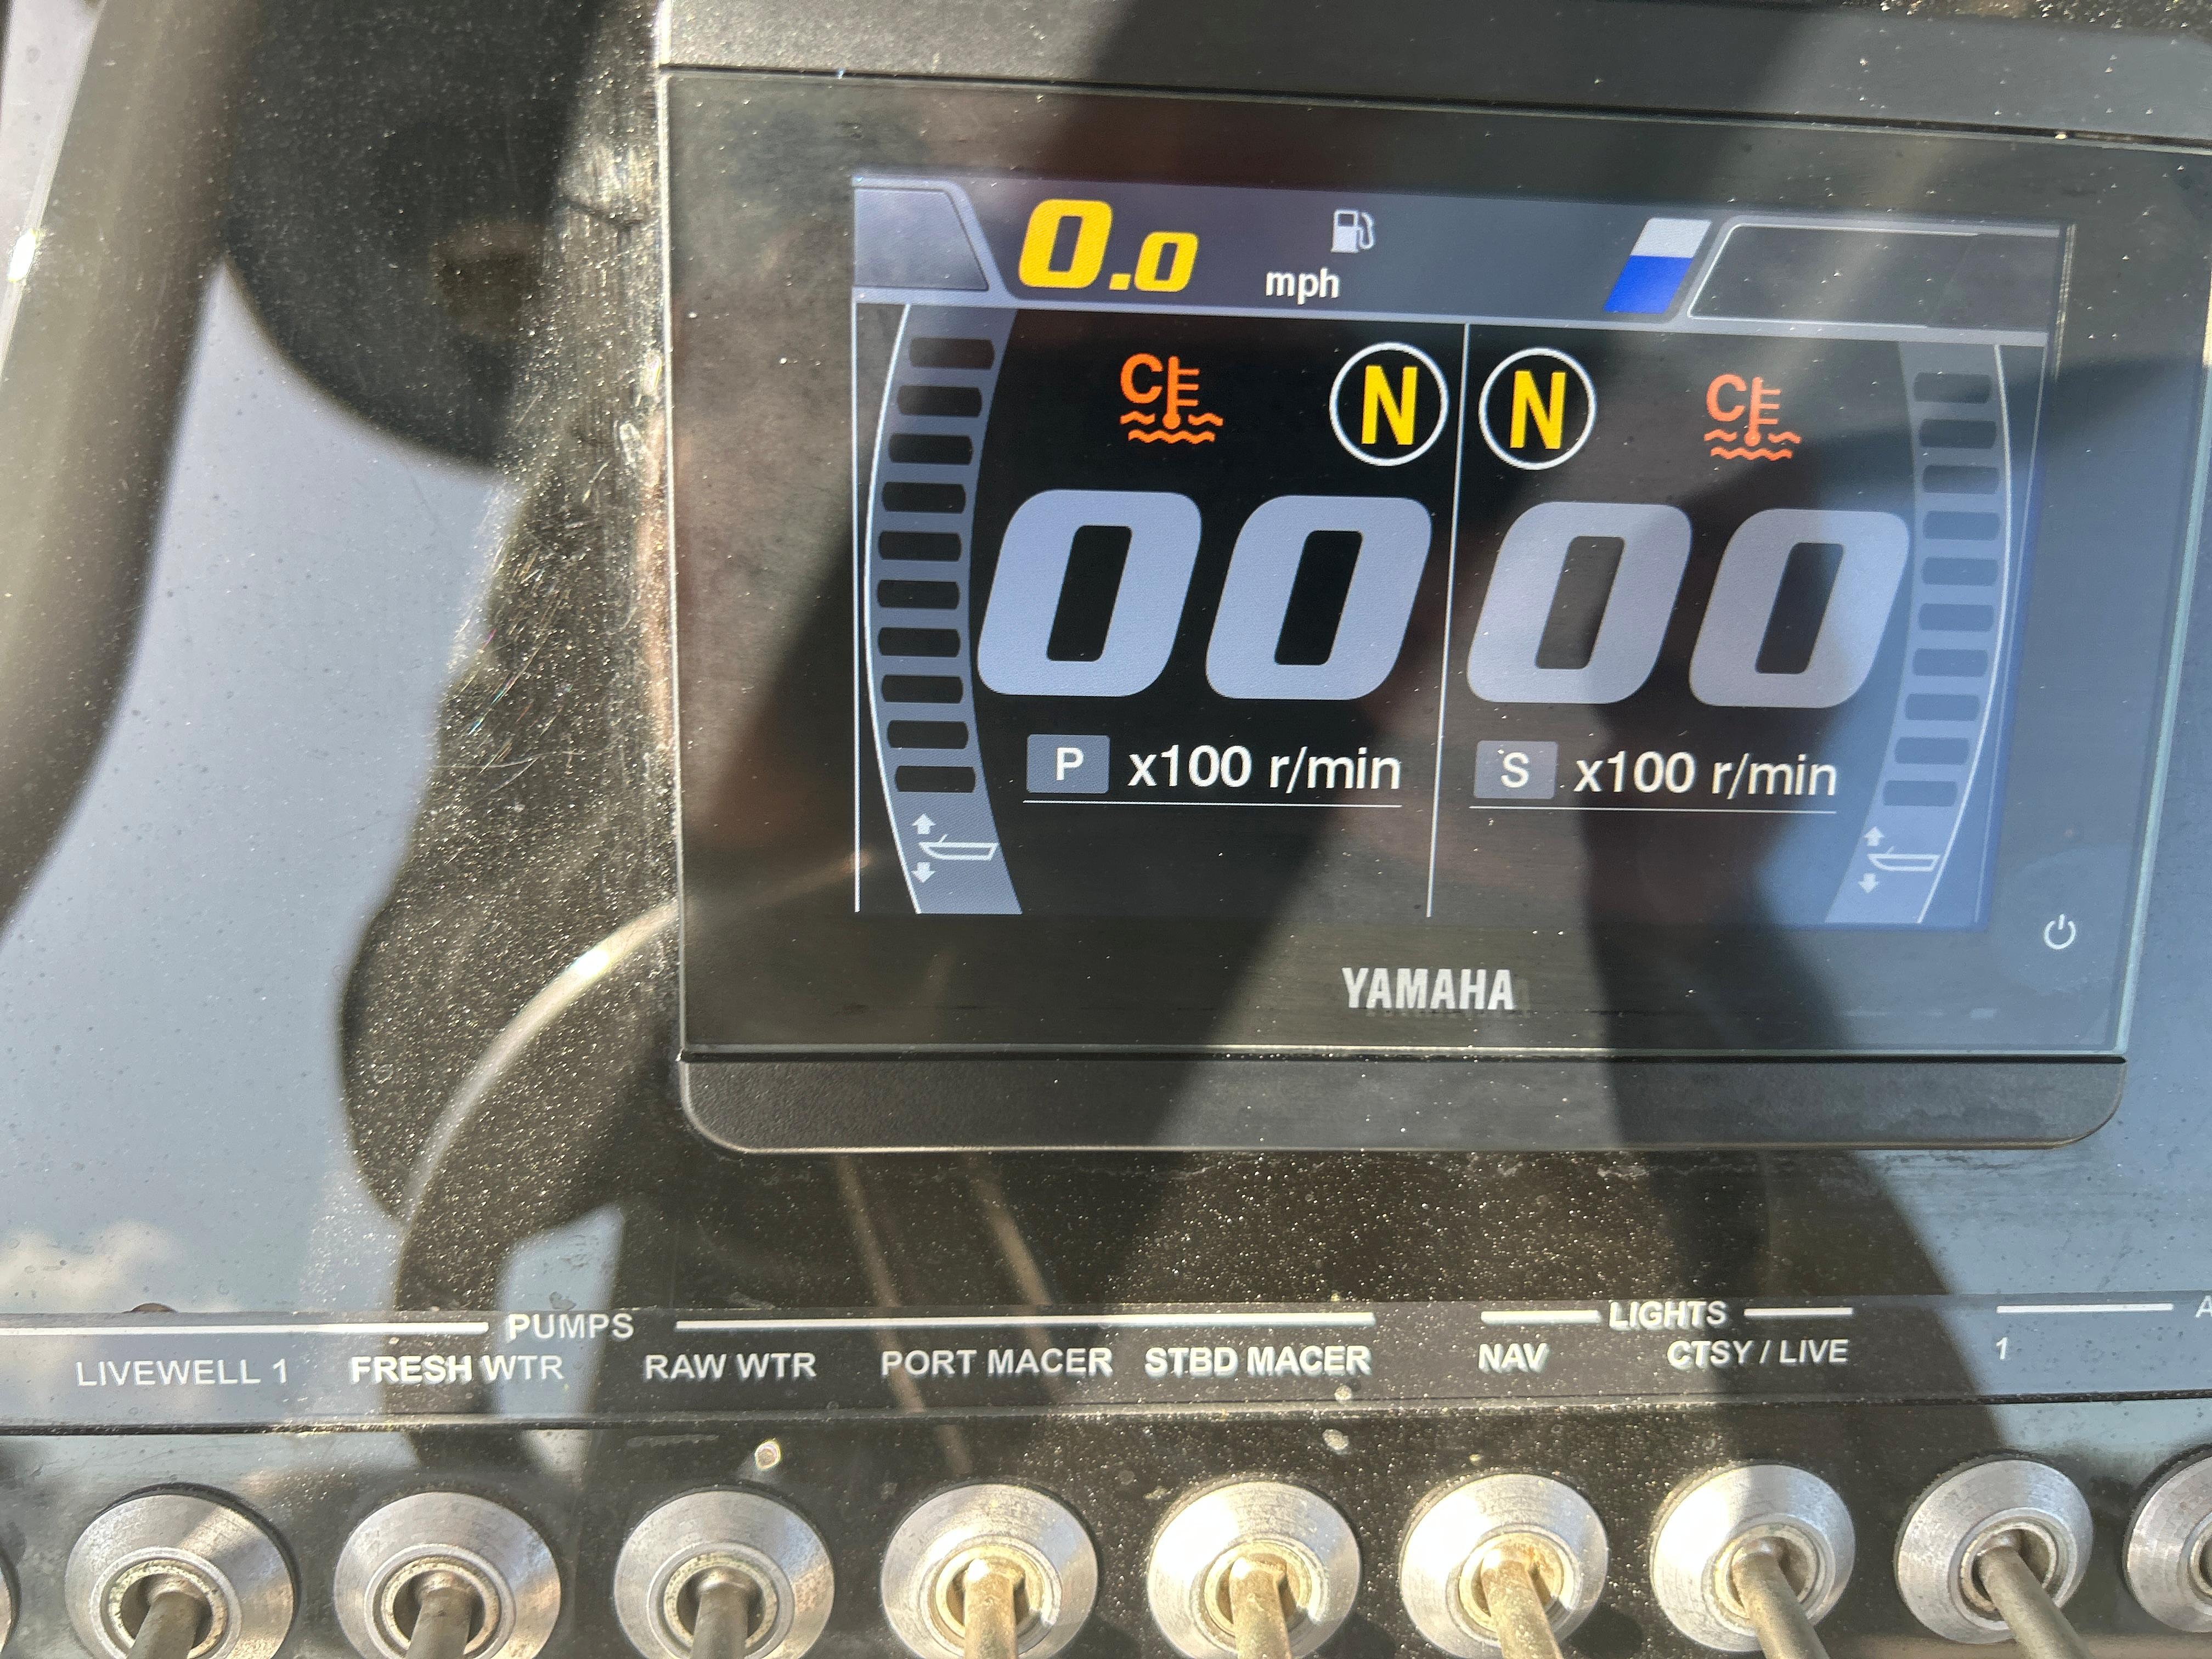 0.0 mph
C N N C
00 00
P x100 r/min S x100 r/min
YAMAHA
PUMPS LIGHTS
LIVEWELL 1 FRESH WTR RAW WTR PORT MACER STBD MACER NAV CTSY / LIVE 1